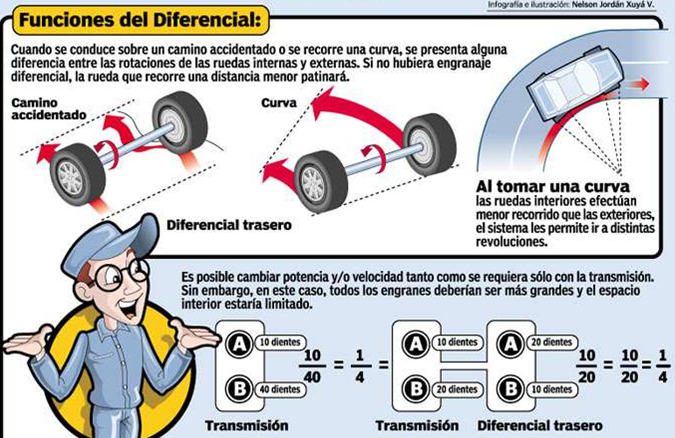 Infografía e ilustración: Nelson Jordán Xuyá V.
Funciones del Diferencial:
Cuando se conduce sobre un camino accidentado o se recorre una curva, se presenta alguna
diferencia entre las rotaciones de las ruedas internas y externas. Si no hubiera engranaje
diferencial, la rueda que recorre una distancia menor patinará.
Camino
accidentado
Curva
Diferencial trasero
Al tomar una curva
las ruedas interiores efectúan
menor recorrido que las exteriores,
el sistema les permite ir a distintas
revoluciones.
Es posible cambiar potencia y/o velocidad tanto como se requiera sólo con la transmisión.
Sin embargo, en este caso, todos los engranes deberían ser más grandes y el espacio
interior estaría limitado.
A 10 dientes
B 40 dientes
10/40 = 1/4 =
Transmisión
A 10 dientes
B 20 dientes
Transmisión
A 20 dientes
B 10 dientes
Diferencial trasero
10/20 = 10/20 = 1/4